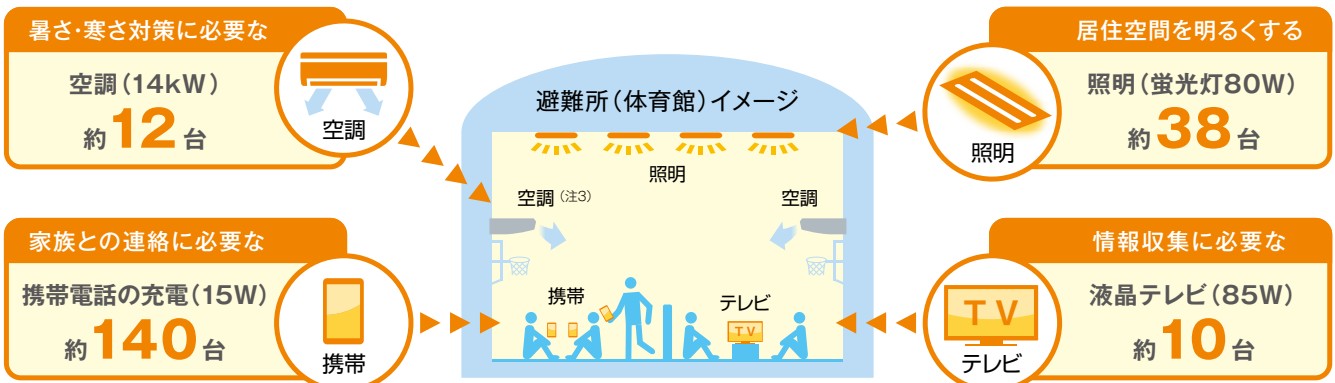 暑さ・寒さ対策に必要な
空調（14kW）
約12台
空調
家族との連絡に必要な
携帯電話の充電（15W）
約140台
携帯
避難所（体育館）イメージ
照明
空調（注3）
空調
携帯
テレビ
TV
居住空間を明るくする
照明（蛍光灯80W）
約38台
照明
情報収集に必要な
液晶テレビ（85W）
約10台
TV
テレビ